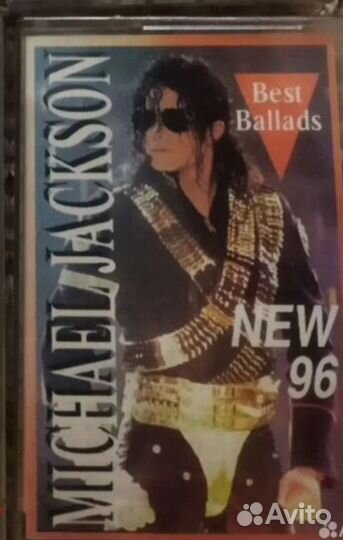 MICHAEL JACKSON
Best
Ballads
NEW
96
Avito